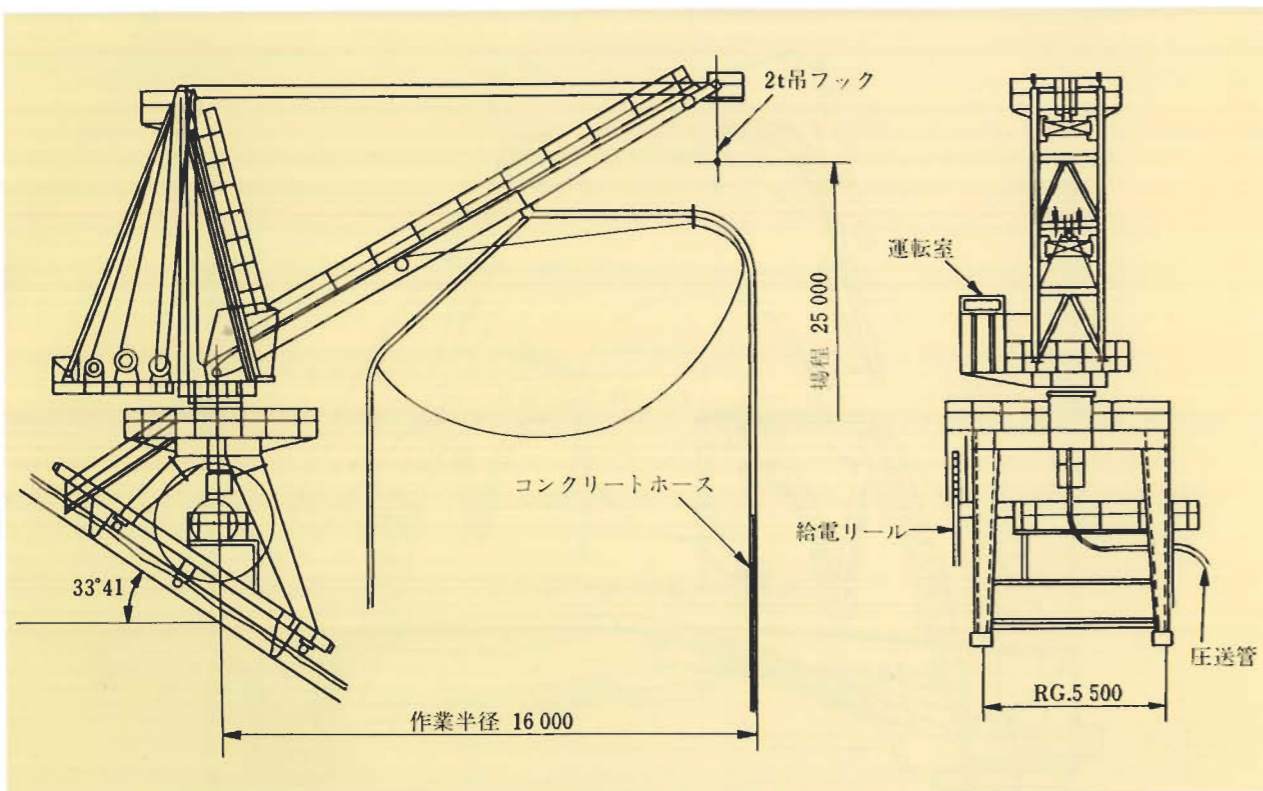 2t吊フック
運転室
揚程 25 000
コンクリートホース
給電リール
33°41
圧送管
RG.5 500
作業半径 16 000